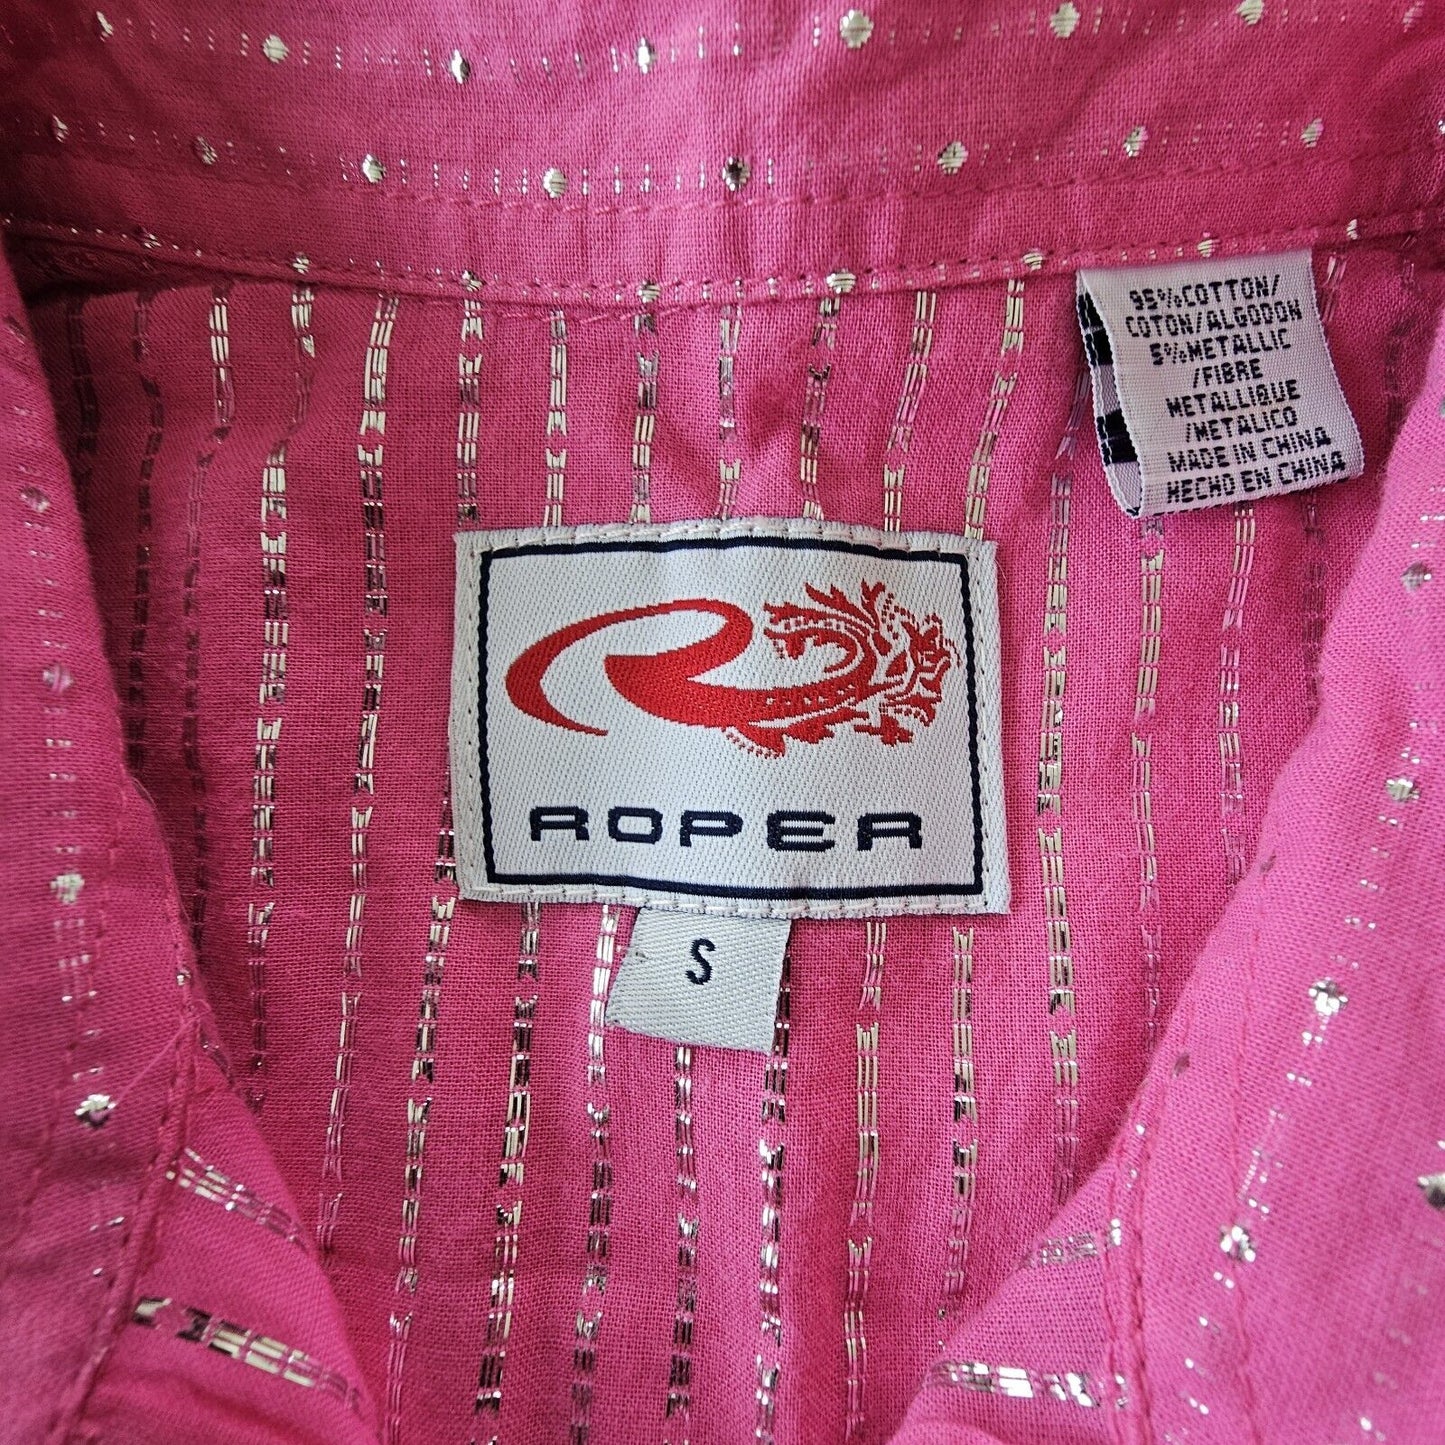 95%COTTON/
COTON/ALGODON
5%METALLIC
/FIBRE
METALLIQUE
/METALICO
MADE IN CHINA
HECHO EN CHINA
ROPER
S